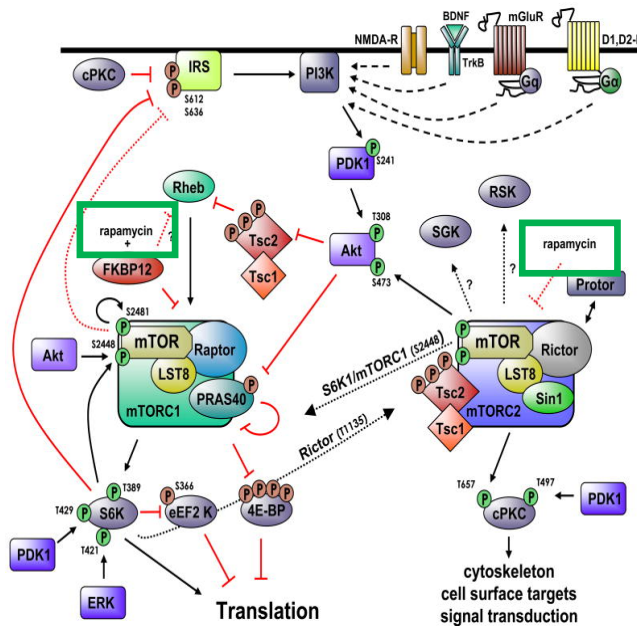 NMDA-R
BDNF
TrkB
mGluR
D1,D2-
Gq
Gα
cPKC
P
P
IRS
S612
S636
PI3K
PDK1
P
S241
Rheb
RSK
SGK
rapamycin
+
?
FKBP12
P
P
P
Tsc2
Tsc1
T308
P
Akt
P
S473
?
?
rapamycin
Protor
S2481
P
S2448
P
Akt
mTOR
Raptor
LST8
P
PRAS40
mTORC1
S6K1/mTORC1 (S2448)
Rictor (T1135)
P
P
mTOR
Rictor
LST8
Sin1
mTORC2
P
P
P
Tsc2
Tsc1
T389
P
T429
P
S6K
T421
P
S366
P
eEF2 K
P
P
P
P
4E-BP
PDK1
ERK
Translation
T657
P
T497
P
cPKC
PDK1
cytoskeleton
cell surface targets
signal transduction